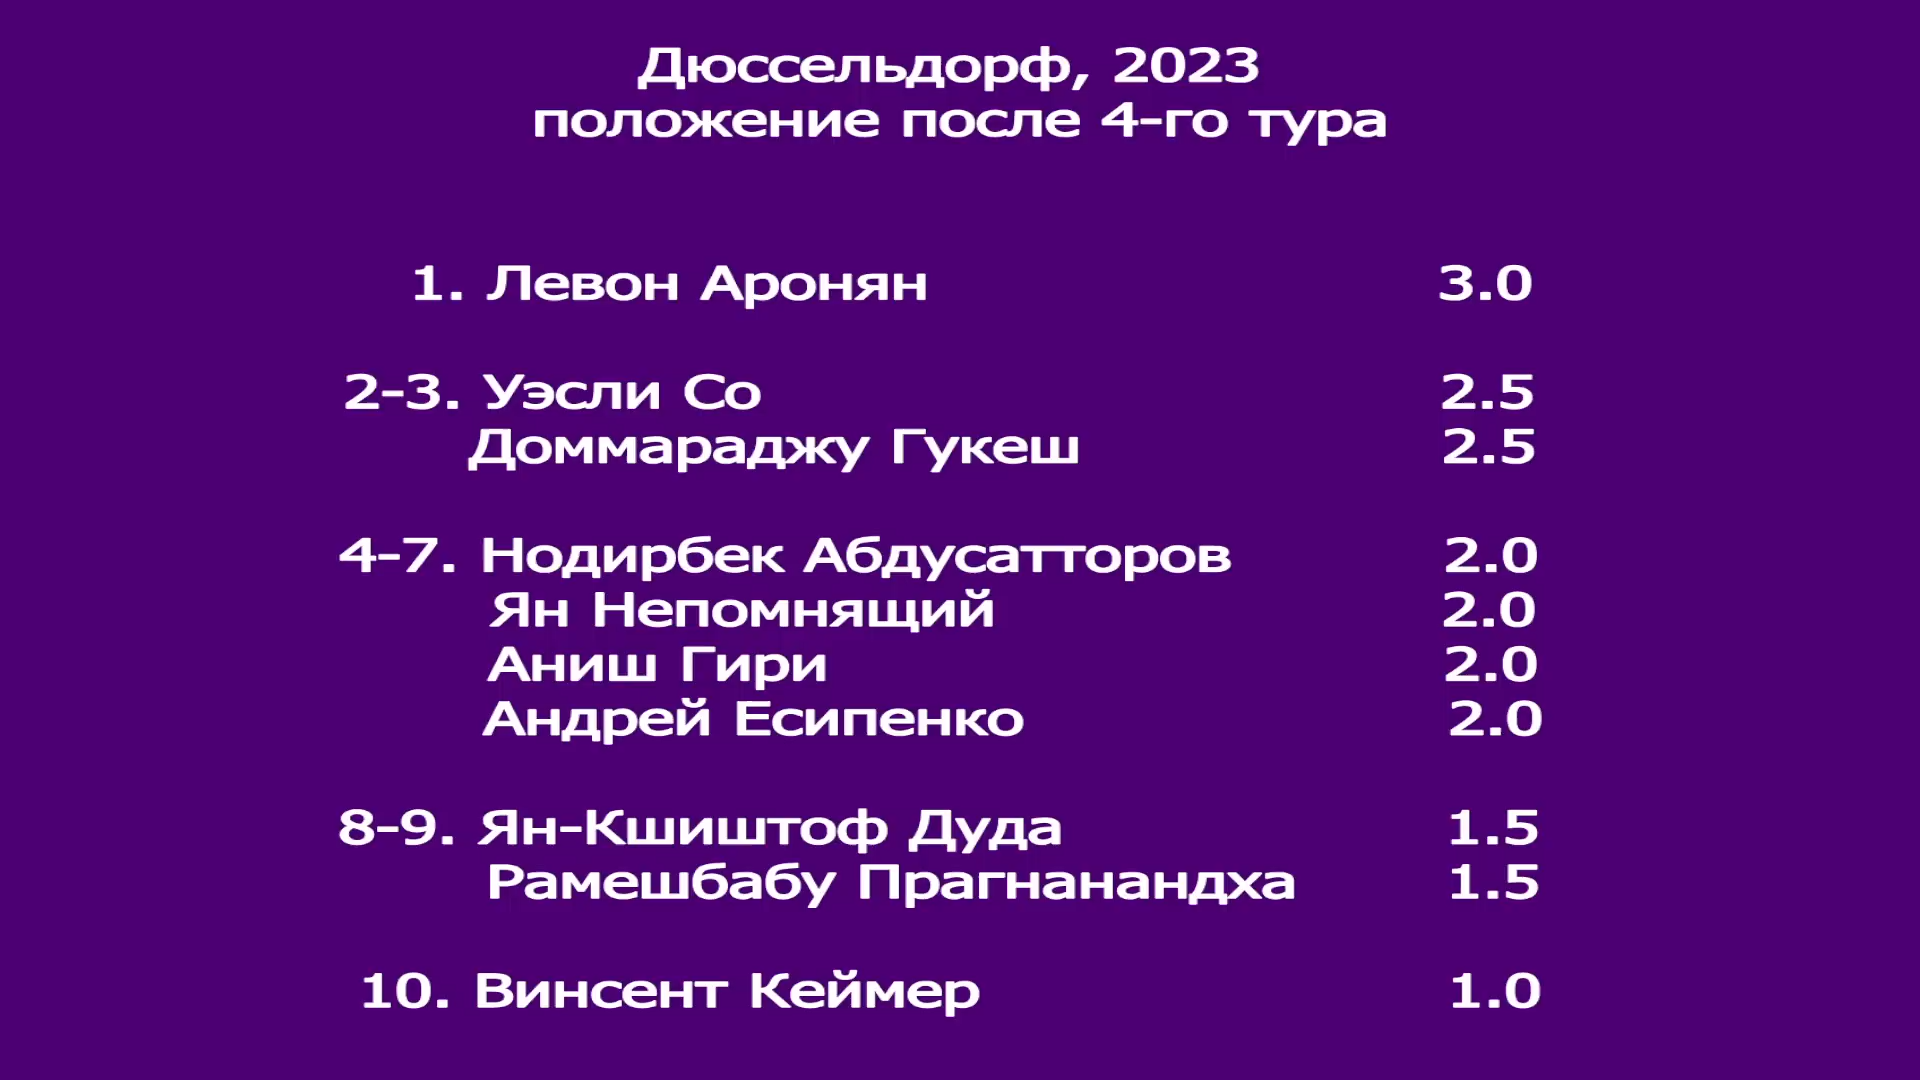 Дюссельдорф, 2023
положение после 4-го тура
1. Левон Аронян 3.0
2-3. Уэсли Со 2.5
Доммараджу Гукеш 2.5
4-7. Нодирбек Абдусатторов 2.0
Ян Непомнящий 2.0
Аниш Гири 2.0
Андрей Есипенко 2.0
8-9. Ян-Кшиштоф Дуда 1.5
Рамешбабу Прагнанандха 1.5
10. Винсент Кеймер 1.0